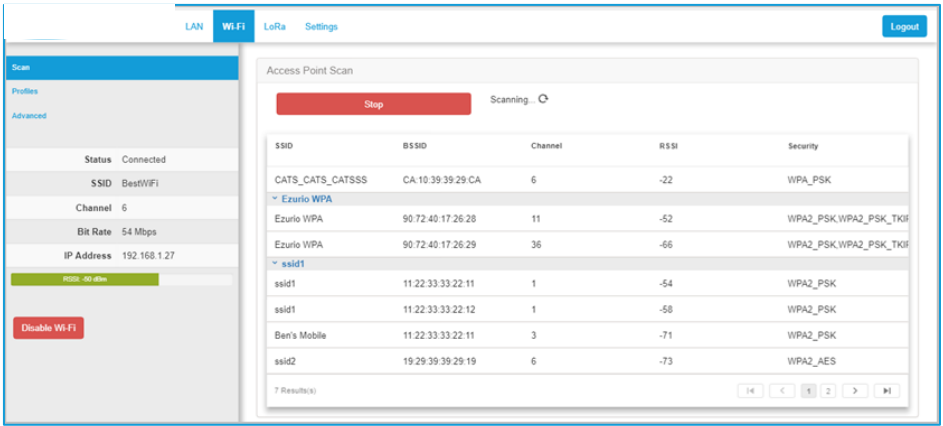 LAN Wi-Fi LoRa Settings Logout
Scan
Profiles
Advanced
Status Connected
SSID BestWiFi
Channel 6
Bit Rate 54 Mbps
IP Address 192.168.1.27
RSSI: -50 dBm
Disable Wi-Fi
Access Point Scan
Stop Scanning...
SSID BSSID Channel RSSI Security
CATS_CATS_CATSSS CA:10:39:39:29:CA 6 -22 WPA_PSK
Ezurio WPA
Ezurio WPA 90:72:40:17:26:28 11 -52 WPA2_PSK,WPA2_PSK_TKIP
Ezurio WPA 90:72:40:17:26:29 36 -66 WPA2_PSK,WPA2_PSK_TKIP
ssid1
ssid1 11:22:33:33:22:11 1 -54 WPA2_PSK
ssid1 11:22:33:33:22:12 1 -58 WPA2_PSK
Ben's Mobile 11:22:33:33:22:11 3 -71 WPA2_PSK
ssid2 19:29:39:39:29:19 6 -73 WPA2_AES
7 Results(s) 1 2